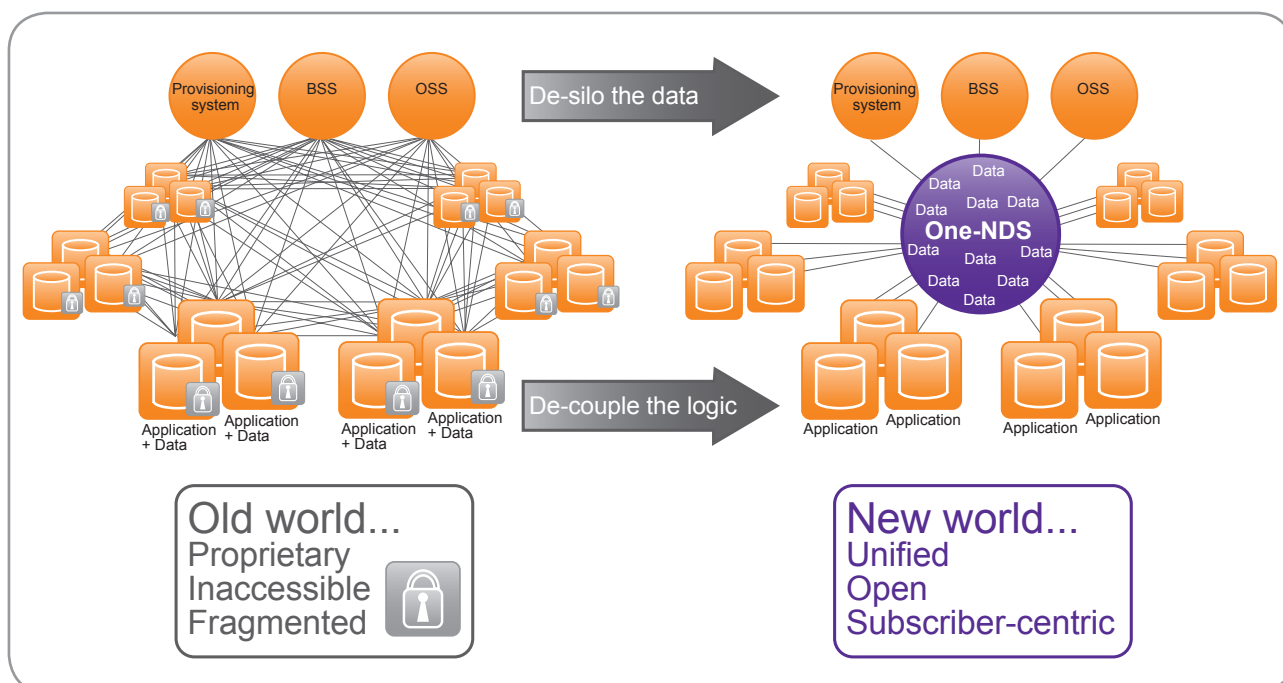 Provisioning
system
BSS
OSS
De-silo the data
Provisioning
system
BSS
OSS
Data
Data
Data
Data
Data
One-NDS
Data
Data
Data
Data
Data
Data
De-couple the logic
Application
+ Data
Application
+ Data
Application
+ Data
Application
+ Data
Application
Application
Application
Application
Old world...
Proprietary
Inaccessible
Fragmented
New world...
Unified
Open
Subscriber-centric